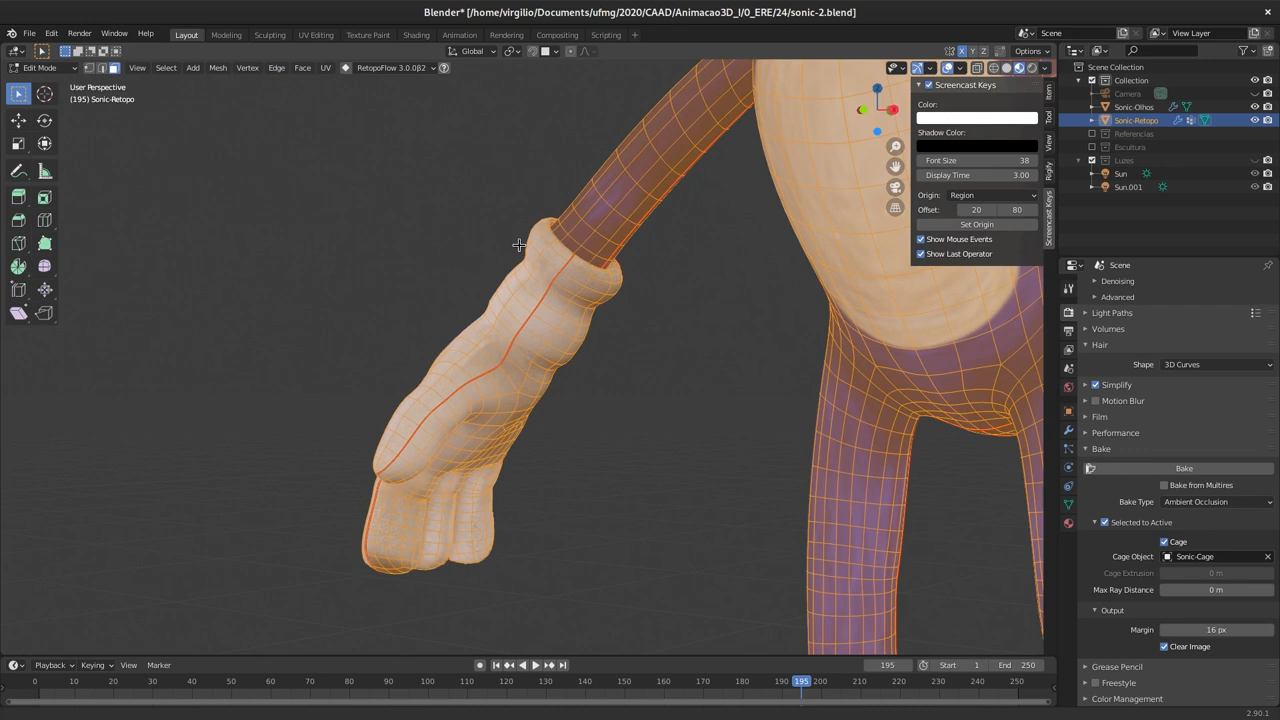 Blender* [/home/virgilio/Documents/ufmg/2020/CAAD/Animacao3D_I/0_ERE/24/sonic-2.blend]
File Edit Render Window Help Layout Modeling Sculpting UV Editing Texture Paint Shading Animation Rendering Compositing Scripting + Scene View Layer
Global X Y Z Options
Edit Mode View Select Add Mesh Vertex Edge Face UV RetopoFlow 3.0.0β2
User Perspective
(195) Sonic-Retopo
Screencast Keys
Color:
Shadow Color:
Font Size 38
Display Time 3.00
Origin: Region
Offset: 20 80
Set Origin
Show Mouse Events
Show Last Operator
Item
Tool
View
Rigify
Screencast Keys
Scene Collection
Collection
Camera
Sonic-Olhos
Sonic-Retopo
Referencias
Escultura
Luzes
Sun
Sun.001
Scene
Denoising
Advanced
Light Paths
Volumes
Hair
Shape 3D Curves
Simplify
Motion Blur
Film
Performance
Bake
Bake
Bake from Multires
Bake Type Ambient Occlusion
Selected to Active
Cage
Cage Object Sonic-Cage
Cage Extrusion 0 m
Max Ray Distance 0 m
Output
Margin 16 px
Clear Image
Grease Pencil
Freestyle
Color Management
Playback Keying View Marker 195 Start 1 End 250
0 10 20 30 40 50 60 70 80 90 100 110 120 130 140 150 160 170 180 190 195 200 210 220 230 240 250
2.90.1